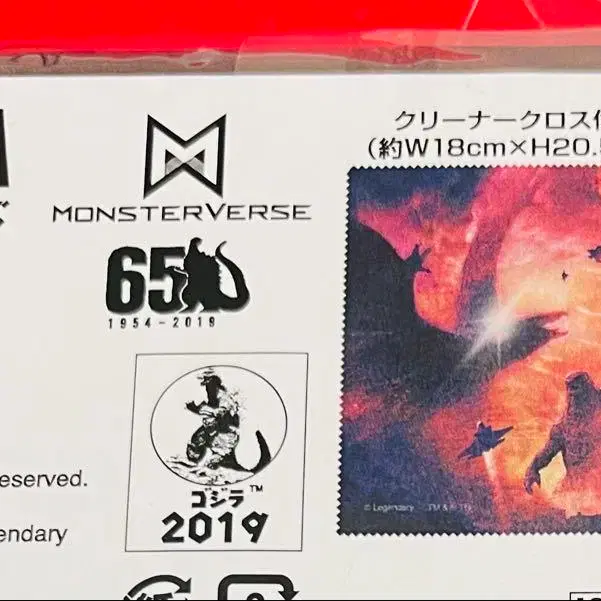 クリーナークロス
(約W18cm×H20.5
MONSTERVERSE
65
1954-2019
eserved.
ゴジラ™
2019
endary
© Legendary